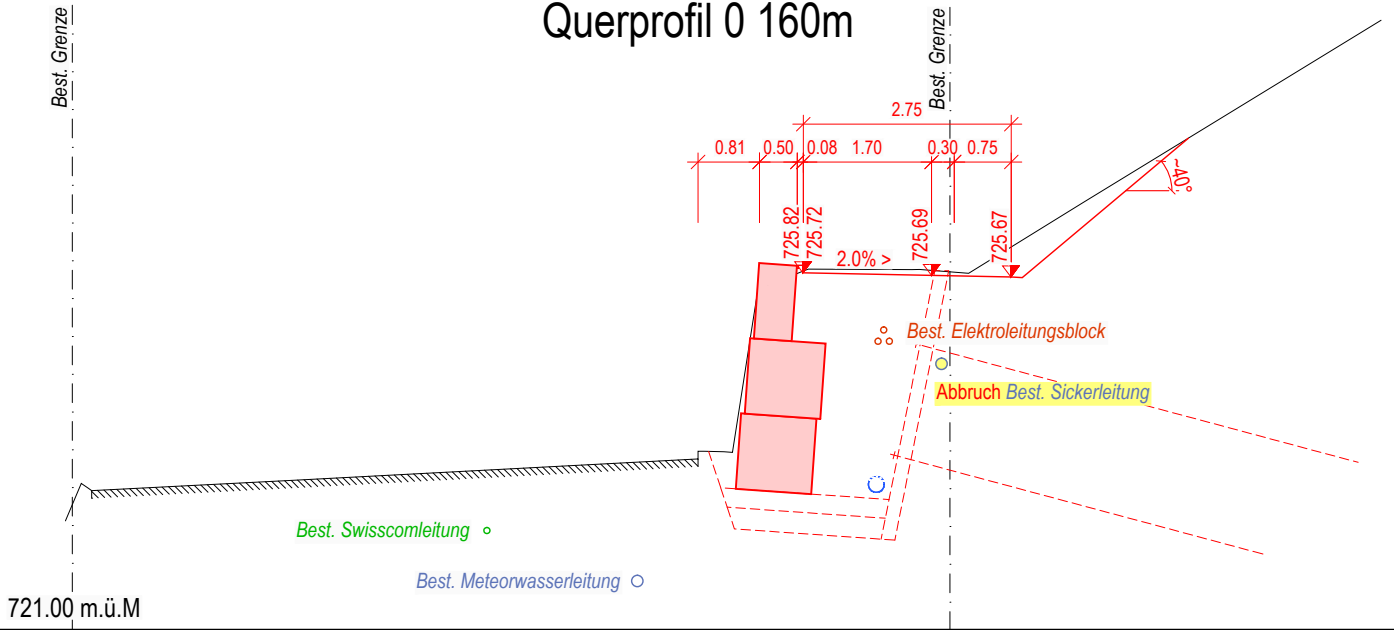 Querprofil 0 160m
Best. Grenze
Best. Grenze
2.75
0.81 0.50 0.08 1.70 0.30 0.75
725.82
725.72
725.69
725.67
~40°
2.0% >
Best. Elektroleitungsblock
Abbruch Best. Sickerleitung
Best. Swisscomleitung
Best. Meteorwasserleitung
721.00 m.ü.M